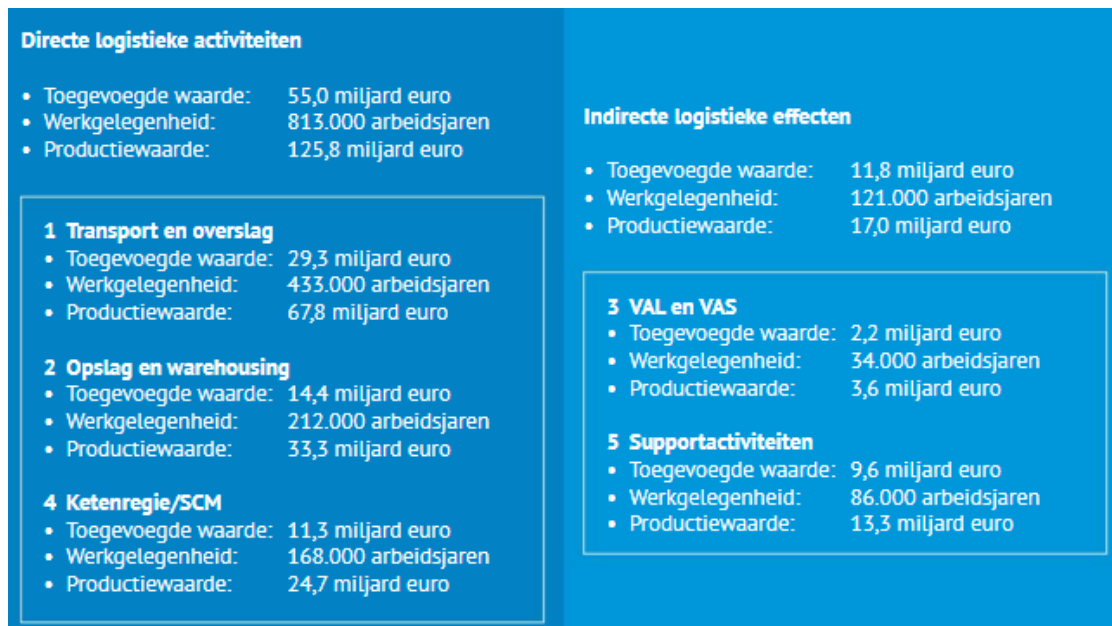 Directe logistieke activiteiten
• Toegevoegde waarde: 55,0 miljard euro
• Werkgelegenheid: 813.000 arbeidsjaren
• Productiewaarde: 125,8 miljard euro
1 Transport en overslag
• Toegevoegde waarde: 29,3 miljard euro
• Werkgelegenheid: 433.000 arbeidsjaren
• Productiewaarde: 67,8 miljard euro
2 Opslag en warehousing
• Toegevoegde waarde: 14,4 miljard euro
• Werkgelegenheid: 212.000 arbeidsjaren
• Productiewaarde: 33,3 miljard euro
4 Ketenregie/SCM
• Toegevoegde waarde: 11,3 miljard euro
• Werkgelegenheid: 168.000 arbeidsjaren
• Productiewaarde: 24,7 miljard euro
Indirecte logistieke effecten
• Toegevoegde waarde: 11,8 miljard euro
• Werkgelegenheid: 121.000 arbeidsjaren
• Productiewaarde: 17,0 miljard euro
3 VAL en VAS
• Toegevoegde waarde: 2,2 miljard euro
• Werkgelegenheid: 34.000 arbeidsjaren
• Productiewaarde: 3,6 miljard euro
5 Supportactiviteiten
• Toegevoegde waarde: 9,6 miljard euro
• Werkgelegenheid: 86.000 arbeidsjaren
• Productiewaarde: 13,3 miljard euro